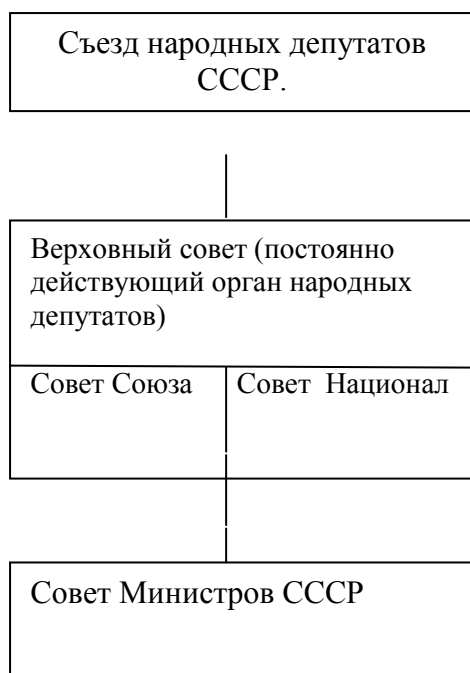 Съезд народных депутатов
СССР.
Верховный совет (постоянно
действующий орган народных
депутатов)
Совет Союза
Совет Национал
Совет Министров СССР